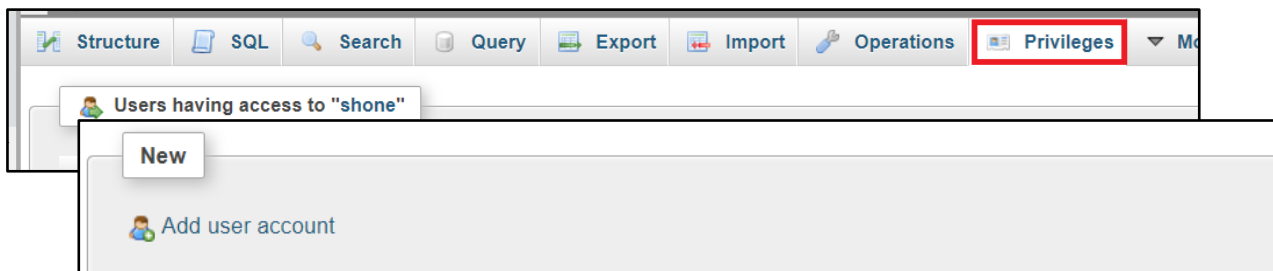 Structure SQL Search Query Export Import Operations Privileges
Users having access to "shone"
New
Add user account